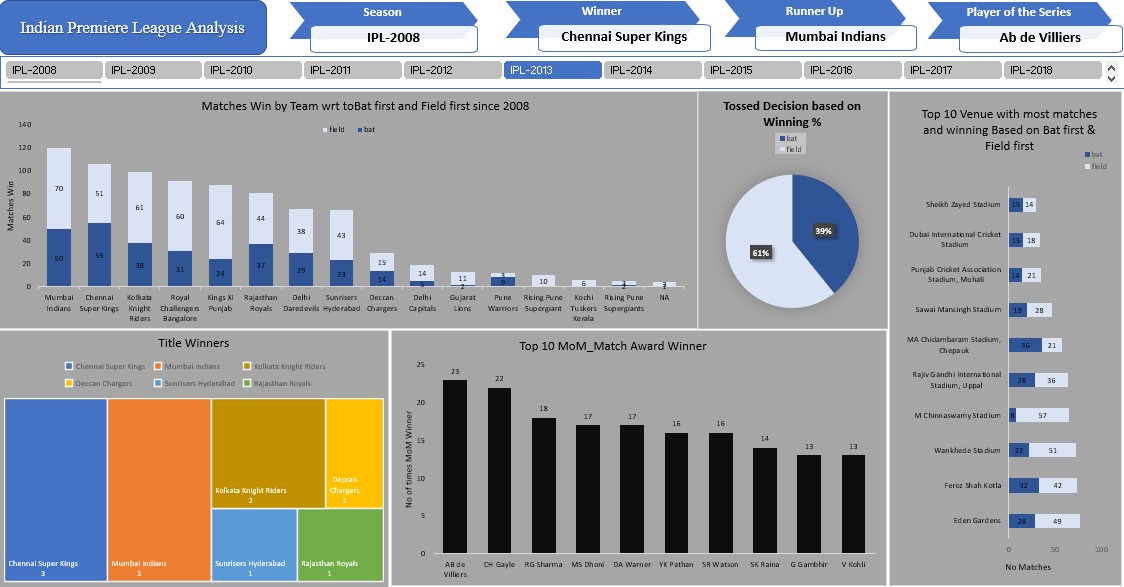 Indian Premiere League Analysis
Season
IPL-2008
Winner
Chennai Super Kings
Runner Up
Mumbai Indians
Player of the Series
Ab de Villiers
IPL-2008 IPL-2009 IPL-2010 IPL-2011 IPL-2012 IPL-2013 IPL-2014 IPL-2015 IPL-2016 IPL-2017 IPL-2018
Matches Win by Team wrt toBat first and Field first since 2008
field bat
Matches Win
140
120
100
80
60
40
20
0
70 51 61 60 64 44 38 43 15 14 11 3 10 6
50 55 38 31 24 37 29 23 14 5 2 9
Mumbai
Indians
Chennai
Super Kings
Kolkata
Knight
Riders
Royal
Challengers
Bangalore
Kings XI
Punjab
Rajasthan
Royals
Delhi
Daredevils
Sunrisers
Hyderabad
Deccan
Chargers
Delhi
Capitals
Gujarat
Lions
Pune
Warriors
Rising Pune
Supergiant
Kochi
Tuskers
Kerala
Rising Pune
Supergiants
NA
Tossed Decision based on
Winning %
bat
field
39%
61%
Top 10 Venue with most matches
and winning Based on Bat first &
Field first
bat
field
Sheikh Zayed Stadium
15 14
Dubai International Cricket
Stadium
15 18
Punjab Cricket Association
Stadium, Mohali
14 21
Sawai Mansingh Stadium
19 28
MA Chidambaram Stadium,
Chepauk
36 21
Rajiv Gandhi International
Stadium, Uppal
28 36
M Chinnaswamy Stadium
8 57
Wankhede Stadium
22 51
Feroz Shah Kotla
32 42
Eden Gardens
28 49
0 50 100
No Matches
Title Winners
Chennai Super Kings Mumbai Indians Kolkata Knight Riders
Deccan Chargers Sunrisers Hyderabad Rajasthan Royals
Chennai Super Kings
3
Mumbai Indians
3
Kolkata Knight Riders
2
Deccan
Chargers
1
Sunrisers Hyderabad
1
Rajasthan Royals
1
Top 10 MoM_Match Award Winner
No of times MoM Winner
25
20
15
10
5
0
23 22 18 17 17 16 16 14 13 13
AB de
Villiers
CH Gayle
RG Sharma
MS Dhoni
DA Warner
YK Pathan
SR Watson
SK Raina
G Gambhir
V Kohli